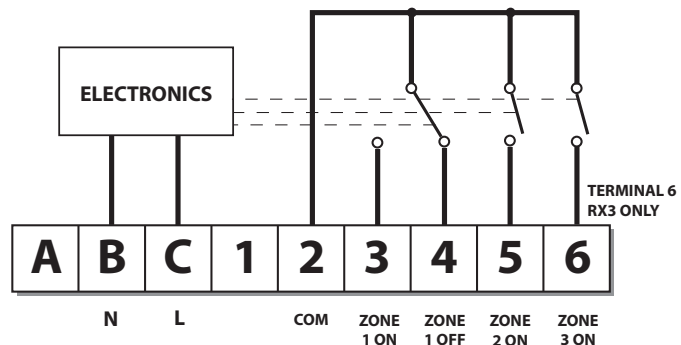 ELECTRONICS
TERMINAL 6
RX3 ONLY
A B C 1 2 3 4 5 6
N L COM ZONE ZONE ZONE ZONE
1 ON 1 OFF 2 ON 3 ON